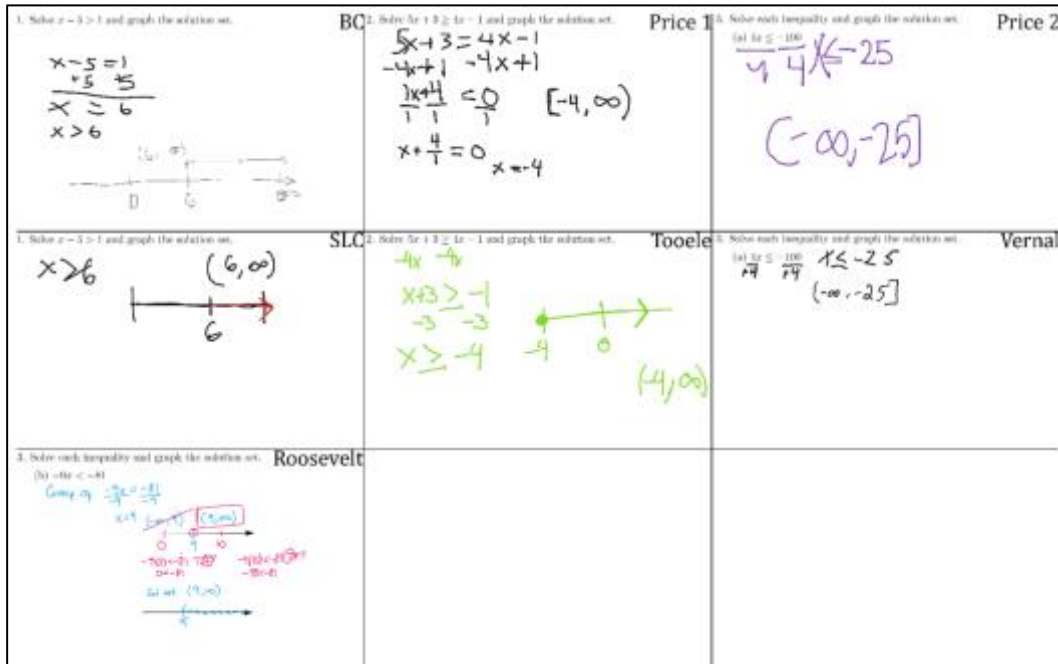 1. Solve x − 5 > 1 and graph the solution set.
BC
x − 5 = 1
+5 +5
x = 6
x > 6
0 6
2. Solve 5x + 3 ≥ 4x − 1 and graph the solution set.
Price 1
5x+3 = 4x−1
−4x+1 −4x+1
1x+4 = 0
1 1 1
[−4, ∞)
x + 4/1 = 0
x = −4
3. Solve each inequality and graph the solution set.
Price 2
(a) 4x ≤ −100
4 4
x ≤ −25
(−∞, −25]
1. Solve x − 5 > 1 and graph the solution set.
SLC
x > 6
(6, ∞)
6
2. Solve 5x + 3 ≥ 4x − 1 and graph the solution set.
Tooele
−4x −4x
x+3 ≥ −1
−3 −3
x ≥ −4
−4 0
(−4, ∞)
3. Solve each inequality and graph the solution set.
Vernal
(a) 4x ≤ −100
x ≤ −25
(−∞, −25]
3. Solve each inequality and graph the solution set.
Roosevelt
(b) −9x < −81
x=9
(9, ∞)
0 9 10
(9, ∞)